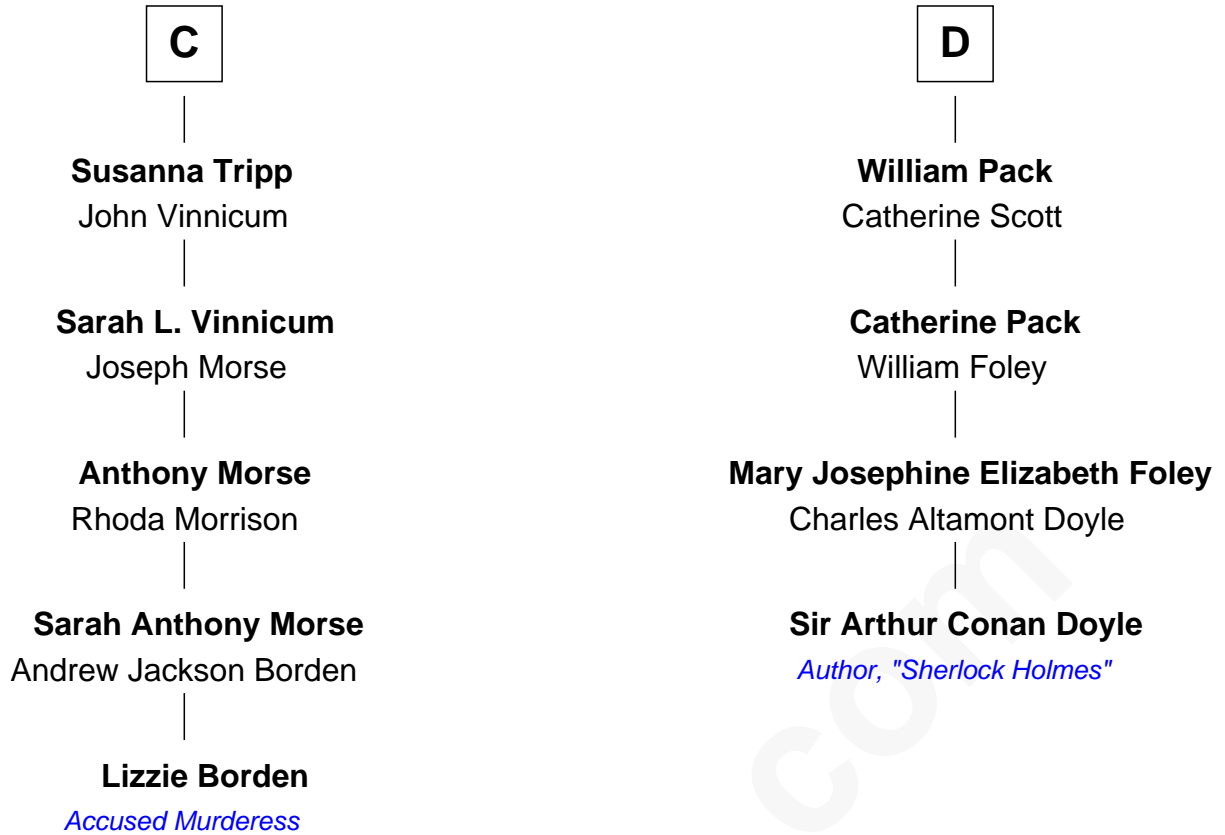 C
Susanna Tripp
John Vinnicum
Sarah L. Vinnicum
Joseph Morse
Anthony Morse
Rhoda Morrison
Sarah Anthony Morse
Andrew Jackson Borden
Lizzie Borden
Accused Murderess
D
William Pack
Catherine Scott
Catherine Pack
William Foley
Mary Josephine Elizabeth Foley
Charles Altamont Doyle
Sir Arthur Conan Doyle
Author, "Sherlock Holmes"
com